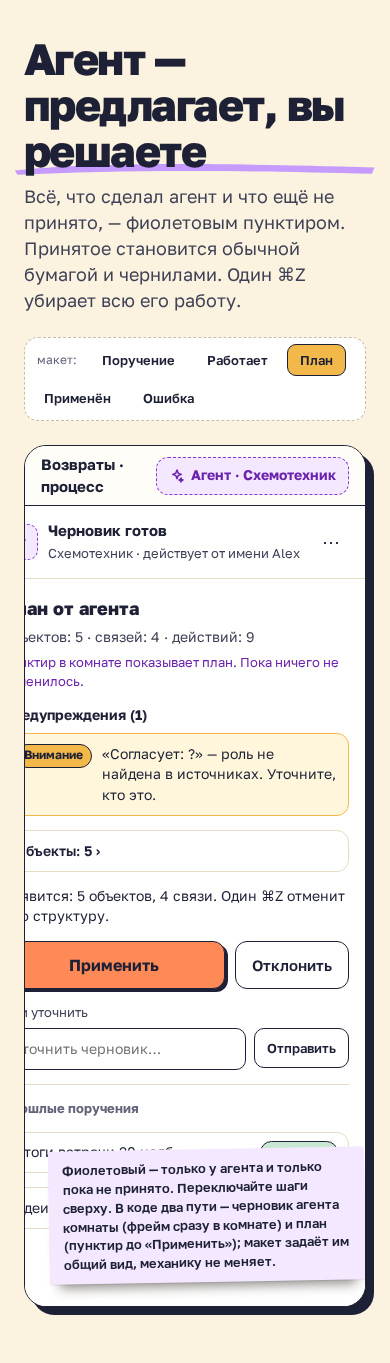 Агент —
предлагает, вы
решаете
Всё, что сделал агент и что ещё не
принято, — фиолетовым пунктиром.
Принятое становится обычной
бумагой и чернилами. Один ⌘Z
убирает всю его работу.
макет: Поручение Работает План
Применён Ошибка
Возвраты ·
процесс
Агент · Схемотехник
Черновик готов
Схемотехник · действует от имени Alex
...
лан от агента
ъектов: 5 · связей: 4 · действий: 9
нктир в комнате показывает план. Пока ничего не
менилось.
едупреждения (1)
Внимание
«Согласует: ?» — роль не
найдена в источниках. Уточните,
кто это.
бъекты: 5 ›
явится: 5 объектов, 4 связи. Один ⌘Z отменит
ю структуру.
Применить Отклонить
и уточнить
точнить черновик... Отправить
ошлые поручения
Фиолетовый — только у агента и только
пока не принято. Переключайте шаги
сверху. В коде два пути — черновик агента
комнаты (фрейм сразу в комнате) и план
(пунктир до «Применить»); макет задаёт им
общий вид, механику не меняет.